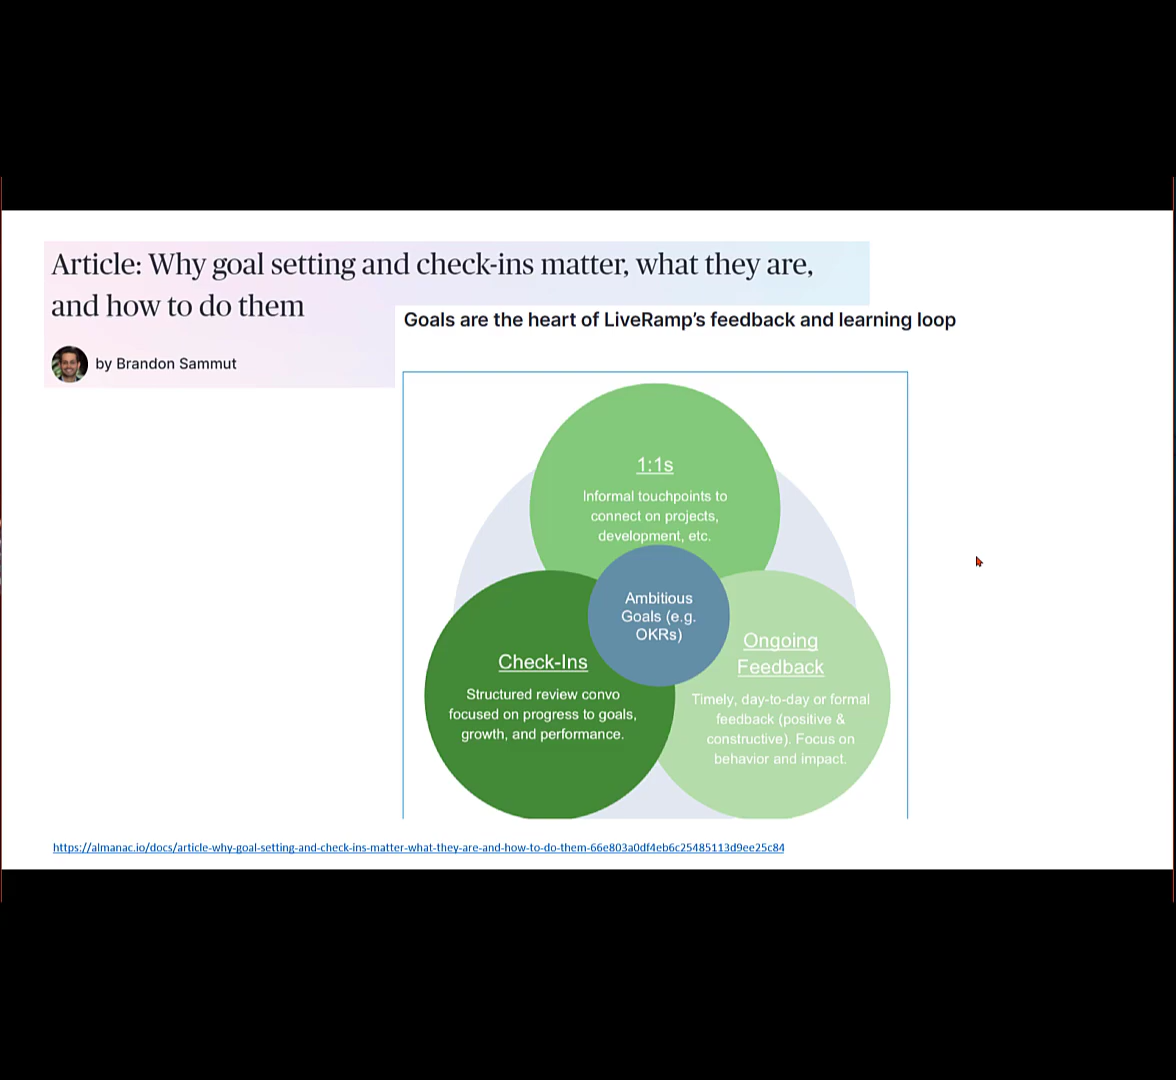 Article: Why goal setting and check-ins matter, what they are,
and how to do them
by Brandon Sammut
Goals are the heart of LiveRamp's feedback and learning loop
1:1s
Informal touchpoints to
connect on projects,
development, etc.
Ambitious
Goals (e.g.
OKRs)
Check-Ins
Structured review convo
focused on progress to goals,
growth, and performance.
Ongoing
Feedback
Timely, day-to-day or formal
feedback (positive &
constructive). Focus on
behavior and impact.
https://almanac.io/docs/article-why-goal-setting-and-check-ins-matter-what-they-are-and-how-to-do-them-66e803a0df4eb6c25485113d9ee25c84